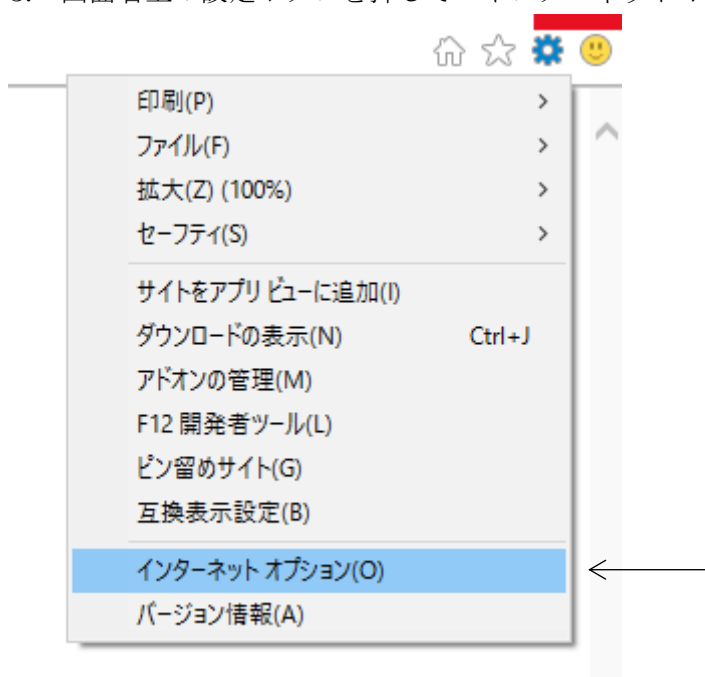 印刷(P)
ファイル(F)
拡大(Z) (100%)
セーフティ(S)
サイトをアプリ ビューに追加(I)
ダウンロードの表示(N) Ctrl+J
アドオンの管理(M)
F12 開発者ツール(L)
ピン留めサイト(G)
互換表示設定(B)
インターネット オプション(O)
バージョン情報(A)